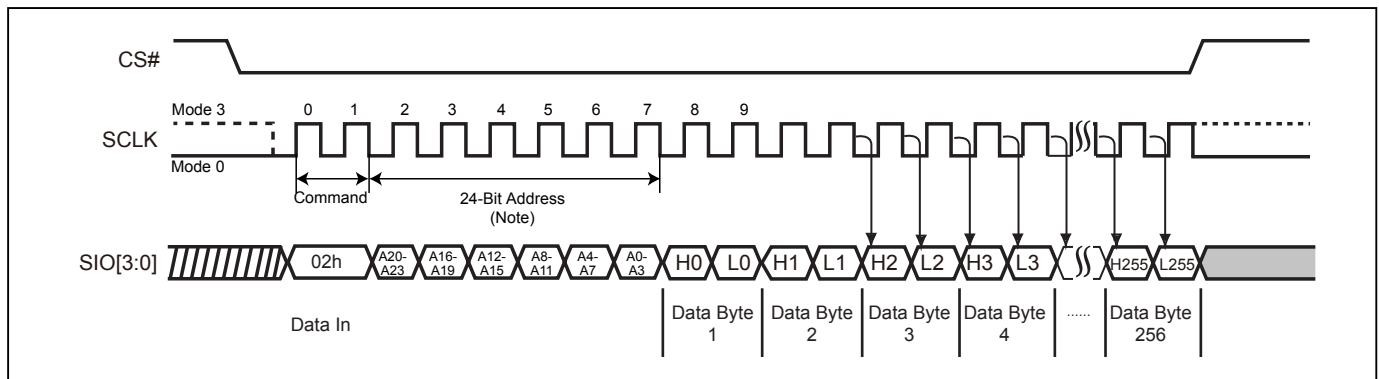 CS#
Mode 3
0 1 2 3 4 5 6 7 8 9
SCLK
Mode 0
Command
24-Bit Address
(Note)
SIO[3:0]
02h
A20-
A23
A16-
A19
A12-
A15
A8-
A11
A4-
A7
A0-
A3
H0 L0 H1 L1 H2 L2 H3 L3 H255 L255
Data In
Data Byte
1
Data Byte
2
Data Byte
3
Data Byte
4
......
Data Byte
256